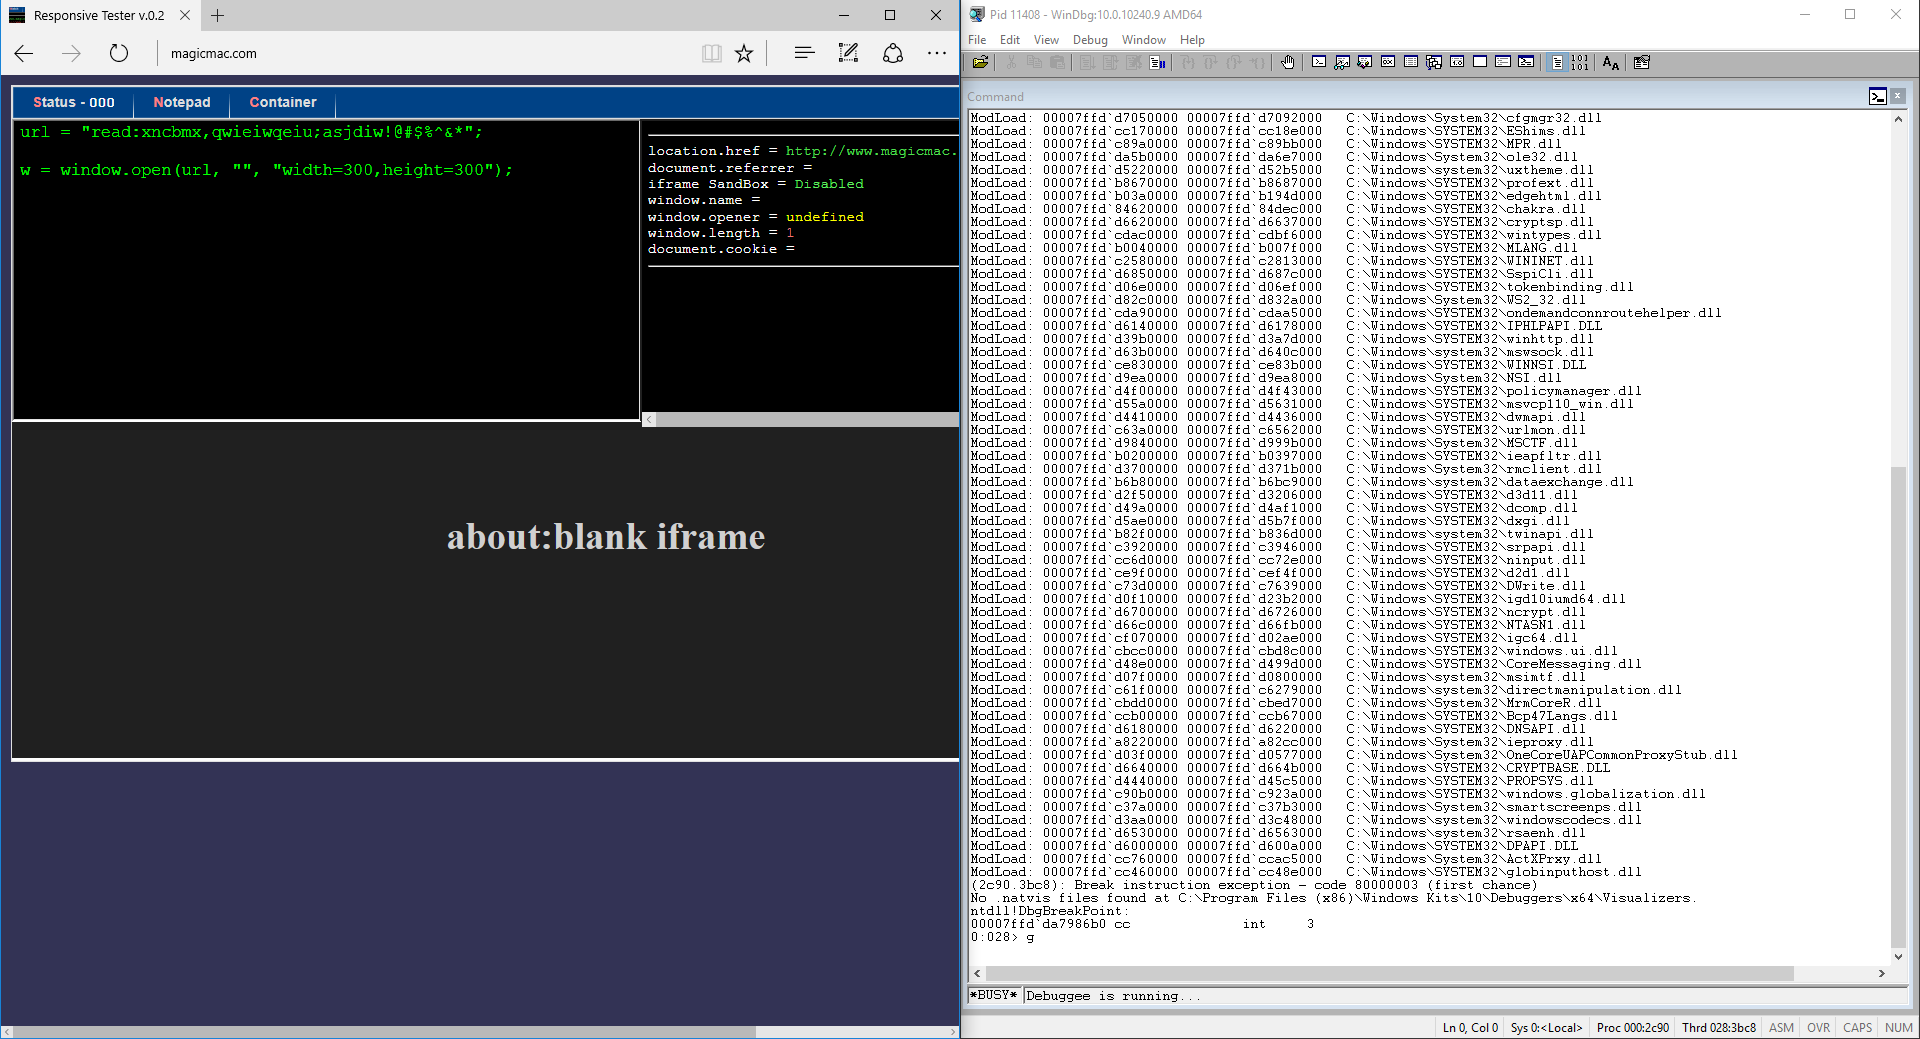 Responsive Tester v.0.2
magicmac.com
Status - 000 Notepad Container
url = "read:xncbmx,qwieiwqeiu;asjdiw!@#$%^&*";
w = window.open(url, "", "width=300,height=300");
location.href = http://www.magicmac.
document.referrer =
iframe SandBox = Disabled
window.name =
window.opener = undefined
window.length = 1
document.cookie =
about:blank iframe
Pid 11408 - WinDbg:10.0.10240.9 AMD64
File Edit View Debug Window Help
Command
ModLoad: 00007ffd`d7050000 00007ffd`d7092000 C:\Windows\System32\cfgmgr32.dll
ModLoad: 00007ffd`cc170000 00007ffd`cc18e000 C:\Windows\System32\EShims.dll
ModLoad: 00007ffd`c89a0000 00007ffd`c89bb000 C:\Windows\SYSTEM32\MPR.dll
ModLoad: 00007ffd`da5b0000 00007ffd`da6e7000 C:\Windows\System32\ole32.dll
ModLoad: 00007ffd`d5220000 00007ffd`d52b5000 C:\Windows\system32\uxtheme.dll
ModLoad: 00007ffd`b8670000 00007ffd`b8687000 C:\Windows\SYSTEM32\profext.dll
ModLoad: 00007ffd`b03a0000 00007ffd`b194d000 C:\Windows\SYSTEM32\edgehtml.dll
ModLoad: 00007ffd`84620000 00007ffd`84dec000 C:\Windows\SYSTEM32\chakra.dll
ModLoad: 00007ffd`d6620000 00007ffd`d6637000 C:\Windows\SYSTEM32\cryptsp.dll
ModLoad: 00007ffd`cdac0000 00007ffd`cdbf6000 C:\Windows\SYSTEM32\wintypes.dll
ModLoad: 00007ffd`b0040000 00007ffd`b007f000 C:\Windows\SYSTEM32\MLANG.dll
ModLoad: 00007ffd`c2580000 00007ffd`c2813000 C:\Windows\SYSTEM32\WININET.dll
ModLoad: 00007ffd`d6850000 00007ffd`d687c000 C:\Windows\SYSTEM32\SspiCli.dll
ModLoad: 00007ffd`d06e0000 00007ffd`d06ef000 C:\Windows\SYSTEM32\tokenbinding.dll
ModLoad: 00007ffd`d82c0000 00007ffd`d832a000 C:\Windows\System32\WS2_32.dll
ModLoad: 00007ffd`cda90000 00007ffd`cdaa5000 C:\Windows\SYSTEM32\ondemandconnroutehelper.dll
ModLoad: 00007ffd`d6140000 00007ffd`d6178000 C:\Windows\SYSTEM32\IPHLPAPI.DLL
ModLoad: 00007ffd`d39b0000 00007ffd`d3a7d000 C:\Windows\SYSTEM32\winhttp.dll
ModLoad: 00007ffd`d63b0000 00007ffd`d640c000 C:\Windows\system32\mswsock.dll
ModLoad: 00007ffd`ce830000 00007ffd`ce83b000 C:\Windows\SYSTEM32\WINNSI.DLL
ModLoad: 00007ffd`d9ea0000 00007ffd`d9ea8000 C:\Windows\System32\NSI.dll
ModLoad: 00007ffd`d4f00000 00007ffd`d4f43000 C:\Windows\SYSTEM32\policymanager.dll
ModLoad: 00007ffd`d55a0000 00007ffd`d5631000 C:\Windows\SYSTEM32\msvcp110_win.dll
ModLoad: 00007ffd`d4410000 00007ffd`d4436000 C:\Windows\SYSTEM32\dwmapi.dll
ModLoad: 00007ffd`c63a0000 00007ffd`c6562000 C:\Windows\SYSTEM32\urlmon.dll
ModLoad: 00007ffd`d9840000 00007ffd`d999b000 C:\Windows\System32\MSCTF.dll
ModLoad: 00007ffd`b0200000 00007ffd`b0397000 C:\Windows\System32\ieapfltr.dll
ModLoad: 00007ffd`d3700000 00007ffd`d371b000 C:\Windows\System32\rmclient.dll
ModLoad: 00007ffd`b6b80000 00007ffd`b6bc9000 C:\Windows\system32\dataexchange.dll
ModLoad: 00007ffd`d2f50000 00007ffd`d3206000 C:\Windows\SYSTEM32\d3d11.dll
ModLoad: 00007ffd`d49a0000 00007ffd`d4af1000 C:\Windows\SYSTEM32\dcomp.dll
ModLoad: 00007ffd`d5ae0000 00007ffd`d5b7f000 C:\Windows\SYSTEM32\dxgi.dll
ModLoad: 00007ffd`b82f0000 00007ffd`b836d000 C:\Windows\System32\twinapi.dll
ModLoad: 00007ffd`c3920000 00007ffd`c3946000 C:\Windows\SYSTEM32\srpapi.dll
ModLoad: 00007ffd`cc6d0000 00007ffd`cc72e000 C:\Windows\SYSTEM32\ninput.dll
ModLoad: 00007ffd`ce9f0000 00007ffd`cef4f000 C:\Windows\SYSTEM32\d2d1.dll
ModLoad: 00007ffd`c73d0000 00007ffd`c7639000 C:\Windows\SYSTEM32\DWrite.dll
ModLoad: 00007ffd`d0f10000 00007ffd`d23b2000 C:\Windows\SYSTEM32\igd10iumd64.dll
ModLoad: 00007ffd`d6700000 00007ffd`d6726000 C:\Windows\SYSTEM32\ncrypt.dll
ModLoad: 00007ffd`d66c0000 00007ffd`d66fb000 C:\Windows\SYSTEM32\NTASN1.dll
ModLoad: 00007ffd`cf070000 00007ffd`d02ae000 C:\Windows\SYSTEM32\igc64.dll
ModLoad: 00007ffd`cbcc0000 00007ffd`cbd8c000 C:\Windows\SYSTEM32\windows.ui.dll
ModLoad: 00007ffd`d48e0000 00007ffd`d499d000 C:\Windows\SYSTEM32\CoreMessaging.dll
ModLoad: 00007ffd`d07f0000 00007ffd`d0800000 C:\Windows\SYSTEM32\msimtf.dll
ModLoad: 00007ffd`c61f0000 00007ffd`c6279000 C:\Windows\SYSTEM32\directmanipulation.dll
ModLoad: 00007ffd`cbdd0000 00007ffd`cbed7000 C:\Windows\SYSTEM32\MrmCoreR.dll
ModLoad: 00007ffd`ccb00000 00007ffd`ccb67000 C:\Windows\SYSTEM32\Bcp47Langs.dll
ModLoad: 00007ffd`d6180000 00007ffd`d6220000 C:\Windows\SYSTEM32\DNSAPI.dll
ModLoad: 00007ffd`a8220000 00007ffd`a82cc000 C:\Windows\System32\ieproxy.dll
ModLoad: 00007ffd`d03f0000 00007ffd`d0577000 C:\Windows\System32\OneCoreUAPCommonProxyStub.dll
ModLoad: 00007ffd`d6640000 00007ffd`d664b000 C:\Windows\SYSTEM32\CRYPTBASE.DLL
ModLoad: 00007ffd`d4440000 00007ffd`d45c5000 C:\Windows\SYSTEM32\PROPSYS.dll
ModLoad: 00007ffd`c90b0000 00007ffd`c923a000 C:\Windows\SYSTEM32\windows.globalization.dll
ModLoad: 00007ffd`c37a0000 00007ffd`c37b3000 C:\Windows\System32\smartscreenps.dll
ModLoad: 00007ffd`d3aa0000 00007ffd`d3c48000 C:\Windows\system32\windowscodecs.dll
ModLoad: 00007ffd`d6530000 00007ffd`d6563000 C:\Windows\system32\rsaenh.dll
ModLoad: 00007ffd`d6000000 00007ffd`d600a000 C:\Windows\SYSTEM32\DPAPI.DLL
ModLoad: 00007ffd`cc760000 00007ffd`ccac5000 C:\Windows\System32\ActXPrxy.dll
ModLoad: 00007ffd`cc460000 00007ffd`cc48e000 C:\Windows\SYSTEM32\globinputhost.dll
(2c90.3bc8): Break instruction exception - code 80000003 (first chance)
No .natvis files found at C:\Program Files (x86)\Windows Kits\10\Debuggers\x64\Visualizers.
ntdll!DbgBreakPoint:
00007ffd`da7986b0 cc int 3
0:028> g
*BUSY* Debuggee is running...
Ln 0, Col 0 Sys 0:<Local> Proc 000:2c90 Thrd 028:3bc8 ASM OVR CAPS NUM